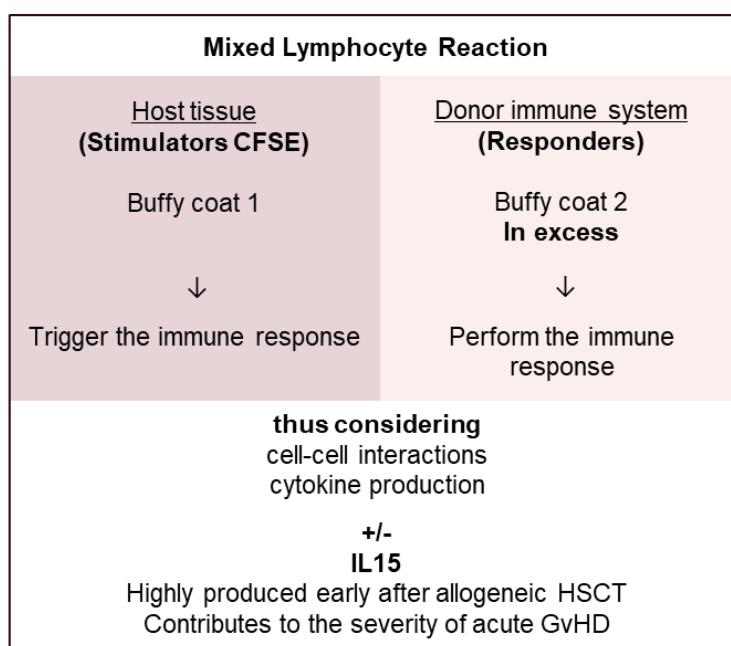 Mixed Lymphocyte Reaction
Host tissue
(Stimulators CFSE)
Buffy coat 1
↓
Trigger the immune response
Donor immune system
(Responders)
Buffy coat 2
In excess
↓
Perform the immune
response
thus considering
cell-cell interactions
cytokine production
+/-
IL15
Highly produced early after allogeneic HSCT
Contributes to the severity of acute GvHD